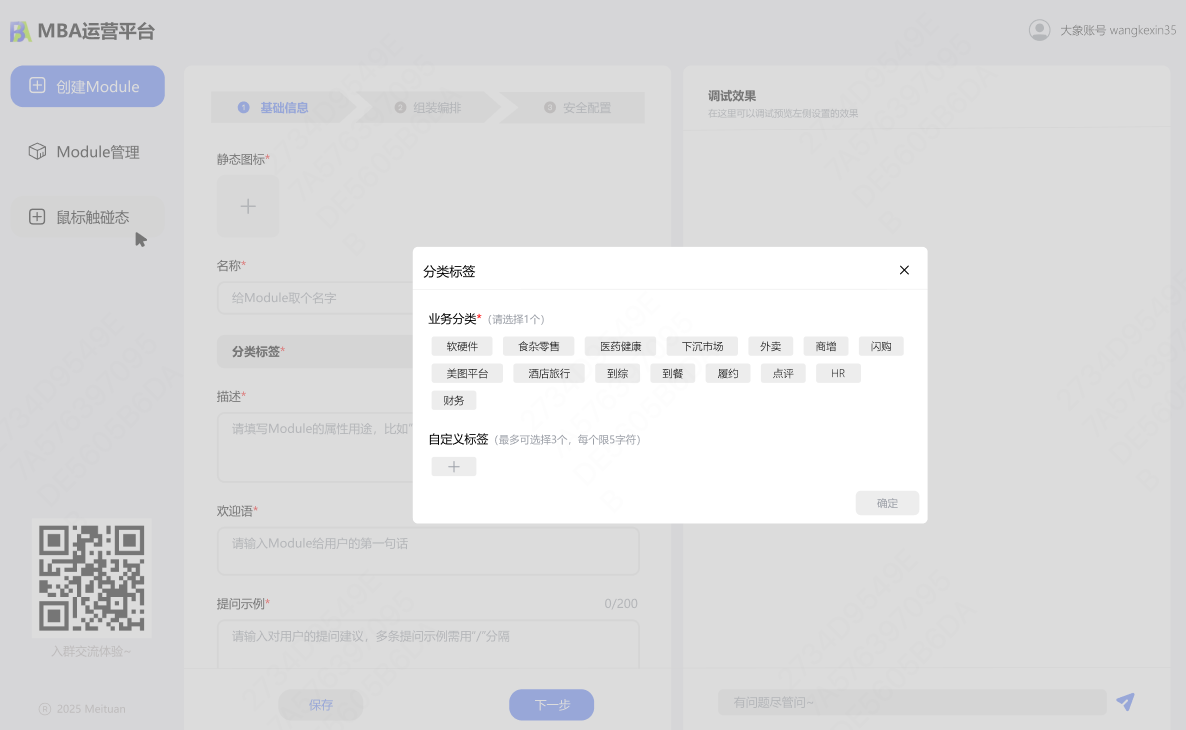 MBA运营平台
大象账号 wangkexin35
创建Module
Module管理
鼠标触碰态
入群交流体验~
® 2025 Meituan
1 基础信息
2 组装编排
3 安全配置
静态图标*
名称*
给Module取个名字
分类标签*
描述*
请填写Module的属性用途，比如"
欢迎语*
请输入Module给用户的第一句话
提问示例*
0/200
请输入对用户的提问建议，多条提问示例需用"/"分隔
保存
下一步
调试效果
在这里可以调试预览左侧设置的效果
有问题尽管问~
分类标签
业务分类*（请选择1个）
软硬件 食杂零售 医药健康 下沉市场 外卖 商增 闪购
美团平台 酒店旅行 到综 到餐 履约 点评 HR
财务
自定义标签（最多可选择3个，每个限5字符）
确定